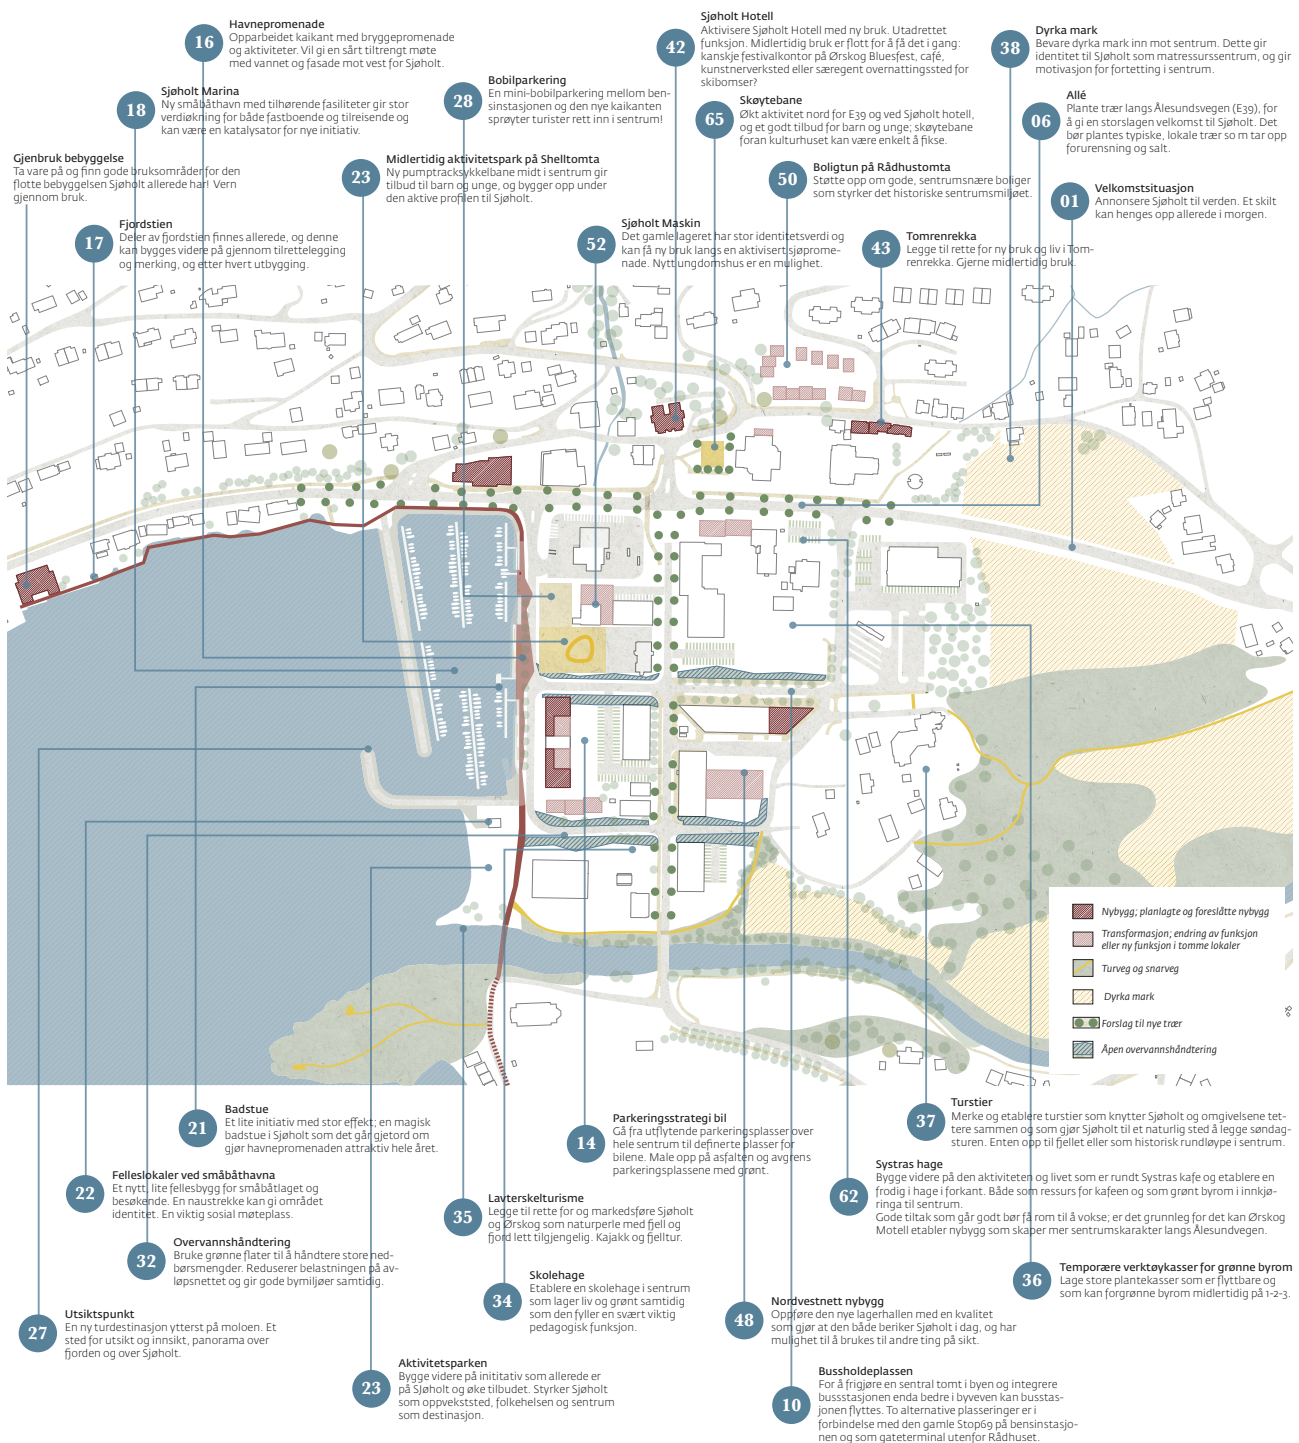 16
Havnepromenade
Opparbeidet kaikant med bryggepromenade
og aktiviteter. Vil gi en sårt tiltrengt møte
med vannet og fasade mot vest for Sjøholt.
42
Sjøholt Hotell
Aktivisere Sjøholt Hotell med ny bruk. Utadrettet
funksjon. Midlertidig bruk er flott for å få det i gang:
kanskje festivalkontor på Ørskog Bluesfest, café,
kunstnerverksted eller særegent overnattingssted for
skibomser?
38
Dyrka mark
Bevare dyrka mark inn mot sentrum. Dette gir
identitet til SJøholt som matressurssentrum, og gir
motivasjon for fortetting i sentrum.
18
Sjøholt Marina
Ny småbåthavn med tilhørende fasiliteter gir stor
verdiøkning for både fastboende og tilreisende og
kan være en katalysator for nye initiativ.
28
Bobilparkering
En mini-bobilparkering mellom ben-
sinstasjonen og den nye kaikanten
sprøyter turister rett inn i sentrum!
65
Skøytebane
Økt aktivitet nord for E39 og ved Sjøholt hotell,
og et godt tilbud for barn og unge; skøytebane
foran kulturhuset kan være enkelt å fikse.
06
Allé
Plante trær langs Ålesundsvegen (E39), for
å gi en storslagen velkomst til Sjøholt. Det
bør plantes typiske, lokale trær so m tar opp
forurensning og salt.
Gjenbruk bebyggelse
Ta vare på og finn gode bruksområder for den
flotte bebyggelsen Sjøholt allerede har! Vern
gjennom bruk.
23
Midlertidig aktivitetspark på Shelltomta
Ny pumptracksykkelbane midt i sentrum gir
tilbud til barn og unge, og bygger opp under
den aktive profilen til Sjøholt.
50
Boligtun på Rådhustomta
Støtte opp om gode, sentrumsnære boliger
som styrker det historiske sentrumsmiljøet.
01
Velkomstsituasjon
Annonsere Sjøholt til verden. Et skilt
kan henges opp allerede i morgen.
17
Fjordstien
Deler av fjordstien finnes allerede, og denne
kan bygges videre på gjennom tilrettelegging
og merking, og etter hvert utbygging.
52
Sjøholt Maskin
Det gamle lageret har stor identitetsverdi og
kan få ny bruk langs en aktivisert sjøprome-
nade. Nytt ungdomshus er en mulighet.
43
Tomrenrekka
Legge til rette for ny bruk og liv i Tom-
renrekka. Gjerne midlertidig bruk.
Nybygg; planlagte og foreslåtte nybygg
Transformasjon; endring av funksjon
eller ny funksjon i tomme lokaler
Turveg og snarveg
Dyrka mark
Forslag til nye trær
Åpen overvannshåndtering
21
Badstue
Et lite initiativ med stor effekt; en magisk
badstue i Sjøholt som det går gjetord om
gjør havnepromenaden attraktiv hele året.
14
Parkeringsstrategi bil
Gå fra utflytende parkeringsplasser over
hele sentrum til definerte plasser for
bilene. Male opp på asfalten og avgrens
parkeringsplassene med grønt.
37
Turstier
Merke og etablere turstier som knytter Sjøholt og omgivelsene tet-
tere sammen og som gjør Sjøholt til et naturlig sted å legge søndag-
sturen. Enten opp til fjellet eller som historisk rundløype i sentrum.
22
Felleslokaler ved småbåthavna
Et nytt, lite fellesbygg for småbåtlaget og
besøkende. En naustrekke kan gi området
identitet. En viktig sosial møteplass.
35
Lavterskelturisme
Legge til rette for og markedsføre Sjøholt
og Ørskog som naturperle med fjell og
fjord lett tilgjengelig. Kajakk og fjelltur.
62
Systras hage
Bygge videre på den aktiviteten og livet som er rundt Systras kafe og etablere en
frodig i hage i forkant. Både som ressurs for kafeen og som grønt byrom i innkjø-
ringa til sentrum.
Gode tiltak som går godt bør få rom til å vokse; er det grunnleg for det kan Ørskog
Motell etabler nybygg som skaper mer sentrumskarakter langs Ålesundvegen.
32
Overvannshåndtering
Bruke grønne flater til å håndtere store ned-
børsmengder. Reduserer belastningen på av-
løpsnettet og gir gode bymiljøer samtidig.
34
Skolehage
Etablere en skolehage i sentrum
som lager liv og grønt samtidig
som den fyller en svært viktig
pedagogisk funksjon.
36
Temporære verktøykasser for grønne byrom
Lage store plantekasser som er flyttbare og
som kan forgrønne byrom midlertidig på 1-2-3.
27
Utsiktspunkt
En ny turdestinasjon ytterst på moloen. Et
sted for utsikt og innsikt, panorama over
fjorden og over Sjøholt.
48
Nordvestnett nybygg
Oppføre den nye lagerhallen med en kvalitet
som gjør at den både beriker Sjøholt i dag, og har
mulighet til å brukes til andre ting på sikt.
23
Aktivitetsparken
Bygge videre på inititativ som allerede er
på SJøholt og øke tilbudet. Styrker Sjøholt
som oppvekststed, folkehelsen og sentrum
som destinasjon.
10
Bussholdeplassen
For å frigjøre en sentral tomt i byen og integrere
bussstasjonen enda bedre i byveven kan busstas-
jonen flyttes. To alternative plasseringer er i
forbindelse med den gamle Stop69 på bensinstasjo-
nen og som gateterminal utenfor Rådhuset.